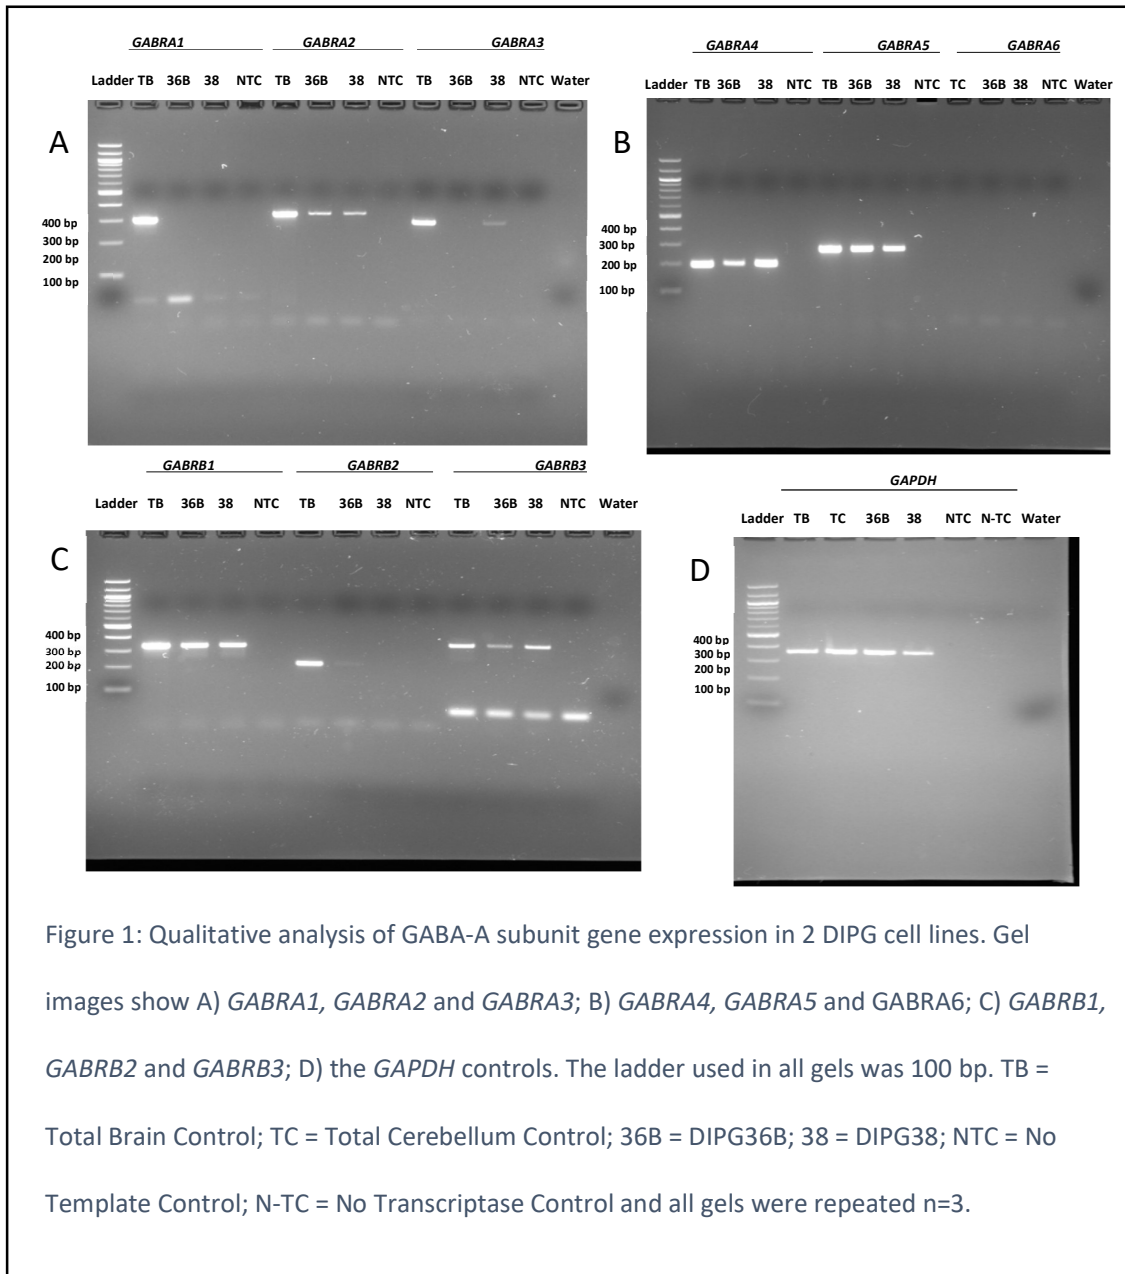 GABRA1 GABRA2 GABRA3
Ladder TB 36B 38 NTC TB 36B 38 NTC TB 36B 38 NTC Water
A
400 bp
300 bp
200 bp
100 bp
GABRA4 GABRA5 GABRA6
Ladder TB 36B 38 NTC TB 36B 38 NTC TC 36B 38 NTC Water
B
400 bp
300 bp
200 bp
100 bp
GABRB1 GABRB2 GABRB3
Ladder TB 36B 38 NTC TB 36B 38 NTC TB 36B 38 NTC Water
C
400 bp
300 bp
200 bp
100 bp
GAPDH
Ladder TB TC 36B 38 NTC N-TC Water
D
400 bp
300 bp
200 bp
100 bp
Figure 1: Qualitative analysis of GABA-A subunit gene expression in 2 DIPG cell lines. Gel
images show A) GABRA1, GABRA2 and GABRA3; B) GABRA4, GABRA5 and GABRA6; C) GABRB1,
GABRB2 and GABRB3; D) the GAPDH controls. The ladder used in all gels was 100 bp. TB =
Total Brain Control; TC = Total Cerebellum Control; 36B = DIPG36B; 38 = DIPG38; NTC = No
Template Control; N-TC = No Transcriptase Control and all gels were repeated n=3.